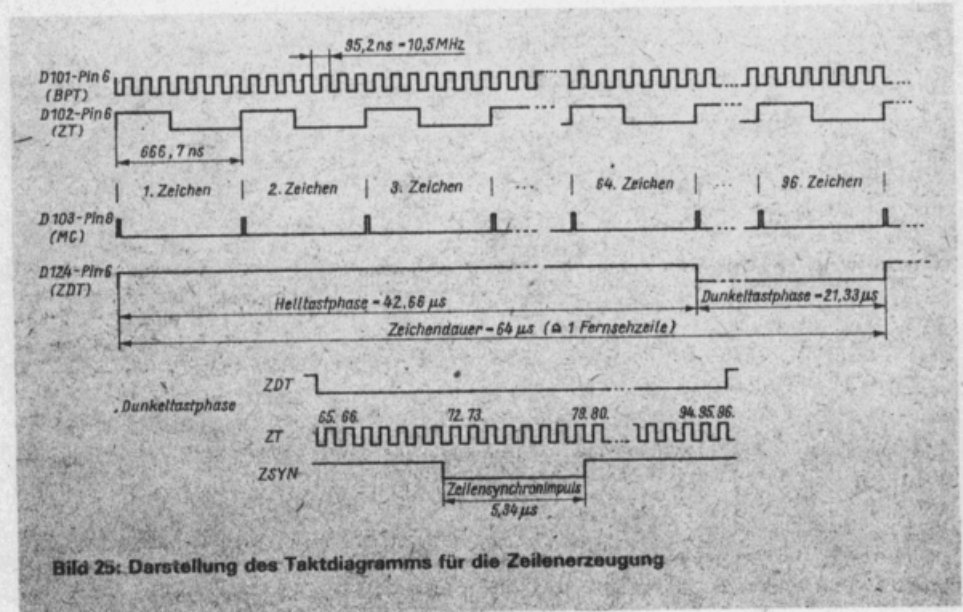 95,2 ns = 10,5 MHz
D101-Pin 6
(BPT)
D102-Pin 6
(ZT)
666,7 ns
1. Zeichen 2. Zeichen 3. Zeichen 64. Zeichen 96. Zeichen
D103-Pin 8
(MC)
D124-Pin 6
(ZDT)
Helltastphase = 42,66 µs Dunkeltastphase = 21,33 µs
Zeichendauer = 64 µs (≙ 1 Fernsehzeile)
ZDT
Dunkeltastphase
65. 66. 72. 73. 79. 80. 94. 95. 96.
ZT
ZSYN
Zeilensynchronimpuls
5,34 µs
Bild 25: Darstellung des Taktdiagramms für die Zeilenerzeugung